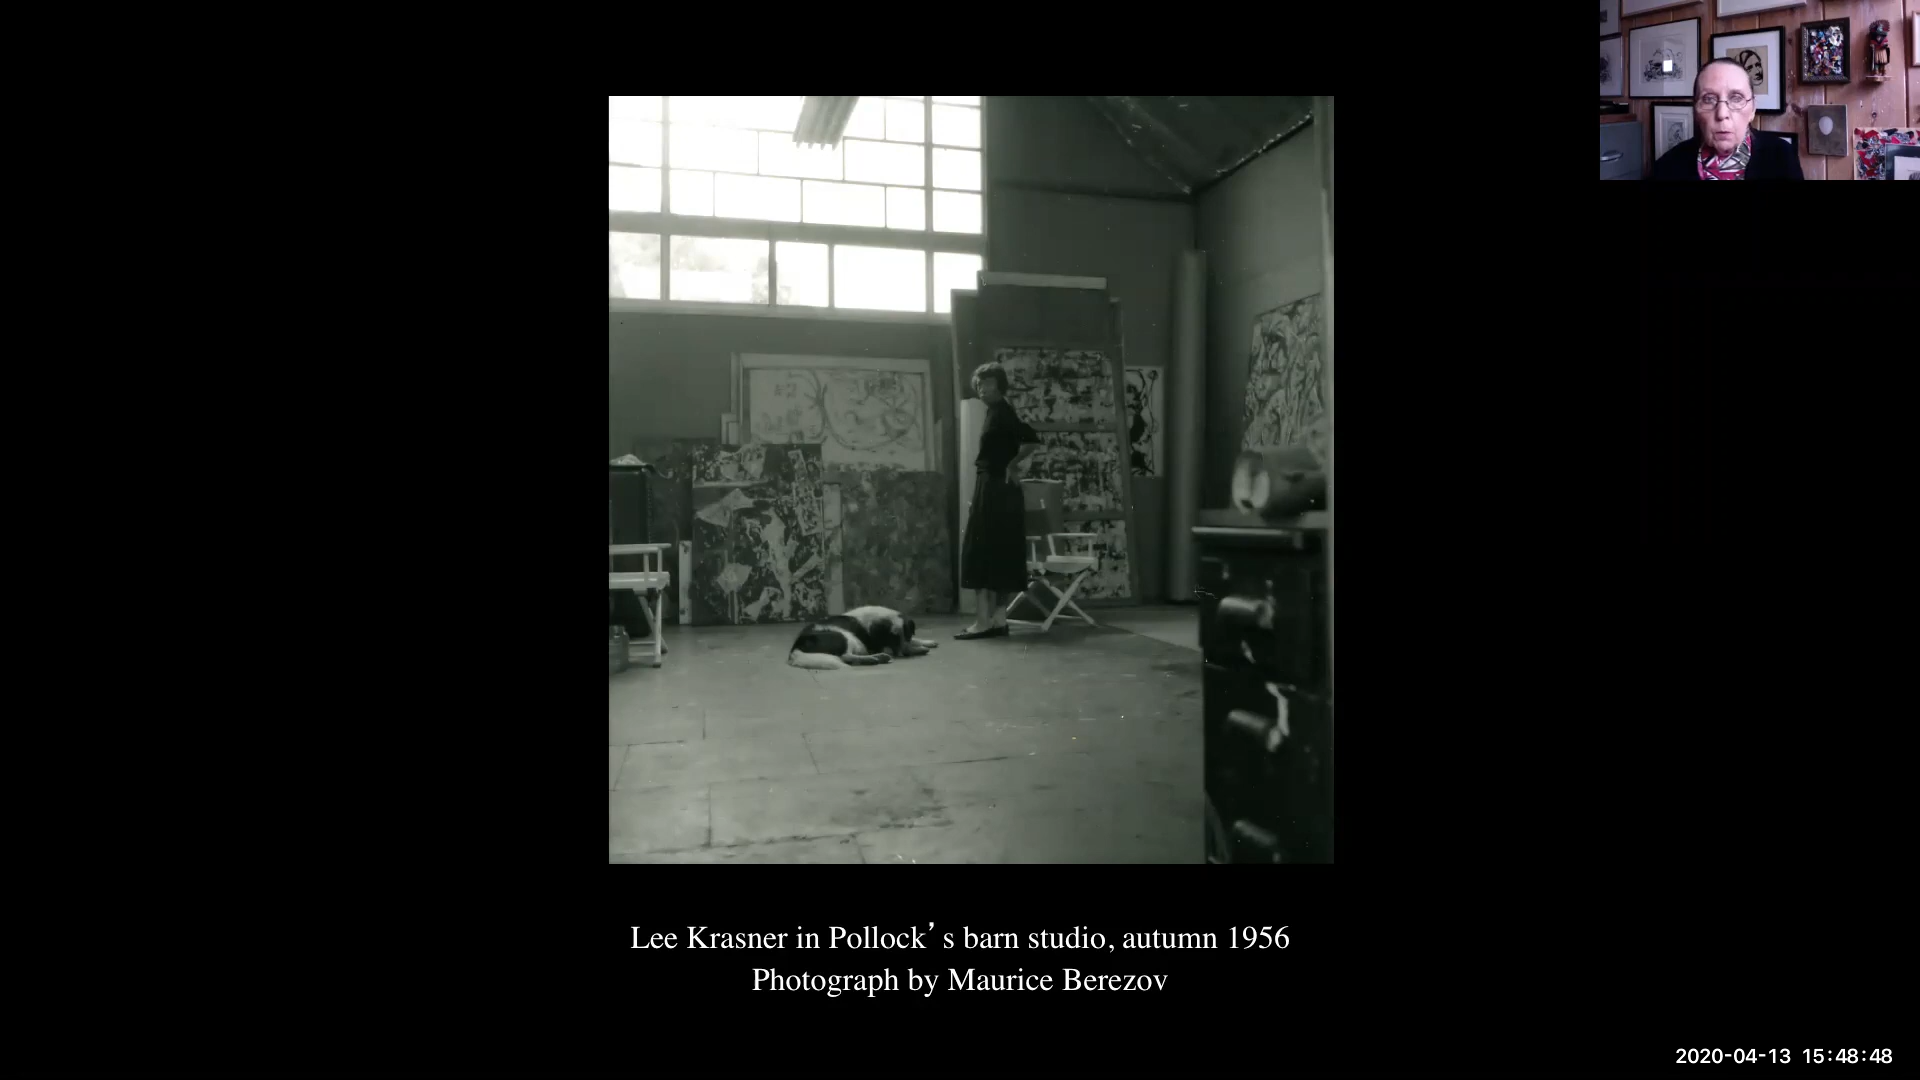 Lee Krasner in Pollock’s barn studio, autumn 1956
Photograph by Maurice Berezov
2020-04-13 15:48:48